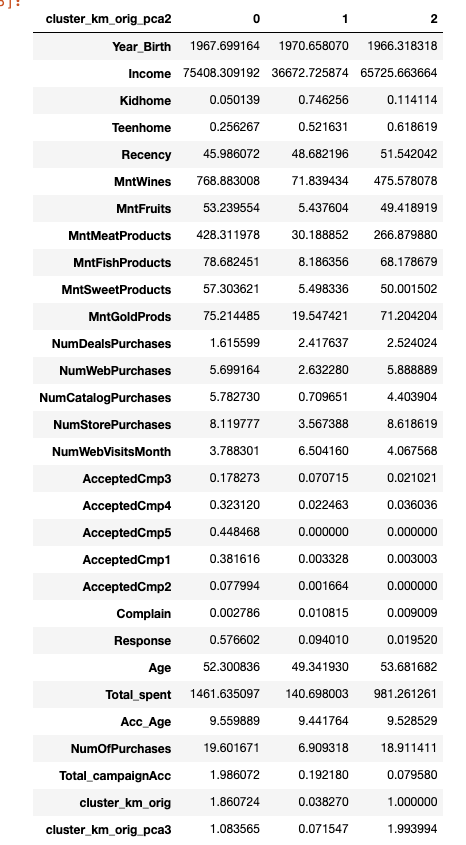 cluster_km_orig_pca2 0 1 2
Year_Birth 1967.699164 1970.658070 1966.318318
Income 75408.309192 36672.725874 65725.663664
Kidhome 0.050139 0.746256 0.114114
Teenhome 0.256267 0.521631 0.618619
Recency 45.986072 48.682196 51.542042
MntWines 768.883008 71.839434 475.578078
MntFruits 53.239554 5.437604 49.418919
MntMeatProducts 428.311978 30.188852 266.879880
MntFishProducts 78.682451 8.186356 68.178679
MntSweetProducts 57.303621 5.498336 50.001502
MntGoldProds 75.214485 19.547421 71.204204
NumDealsPurchases 1.615599 2.417637 2.524024
NumWebPurchases 5.699164 2.632280 5.888889
NumCatalogPurchases 5.782730 0.709651 4.403904
NumStorePurchases 8.119777 3.567388 8.618619
NumWebVisitsMonth 3.788301 6.504160 4.067568
AcceptedCmp3 0.178273 0.070715 0.021021
AcceptedCmp4 0.323120 0.022463 0.036036
AcceptedCmp5 0.448468 0.000000 0.000000
AcceptedCmp1 0.381616 0.003328 0.003003
AcceptedCmp2 0.077994 0.001664 0.000000
Complain 0.002786 0.010815 0.009009
Response 0.576602 0.094010 0.019520
Age 52.300836 49.341930 53.681682
Total_spent 1461.635097 140.698003 981.261261
Acc_Age 9.559889 9.441764 9.528529
NumOfPurchases 19.601671 6.909318 18.911411
Total_campaignAcc 1.986072 0.192180 0.079580
cluster_km_orig 1.860724 0.038270 1.000000
cluster_km_orig_pca3 1.083565 0.071547 1.993994